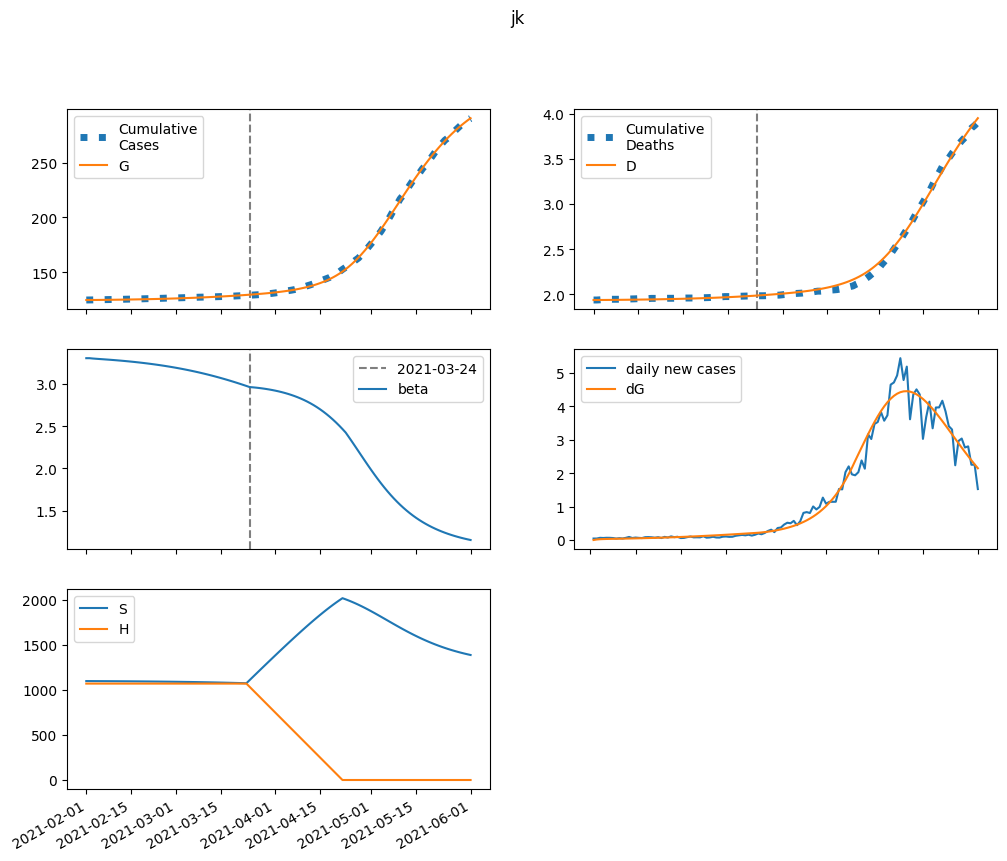 jk
Cumulative
Cases
G
250
200
150
Cumulative
Deaths
D
4.0
3.5
3.0
2.5
2.0
2021-03-24
beta
3.0
2.5
2.0
1.5
daily new cases
dG
5
4
3
2
1
0
S
H
2000
1500
1000
500
0
2021-02-01
2021-02-15
2021-03-01
2021-03-15
2021-04-01
2021-04-15
2021-05-01
2021-05-15
2021-06-01